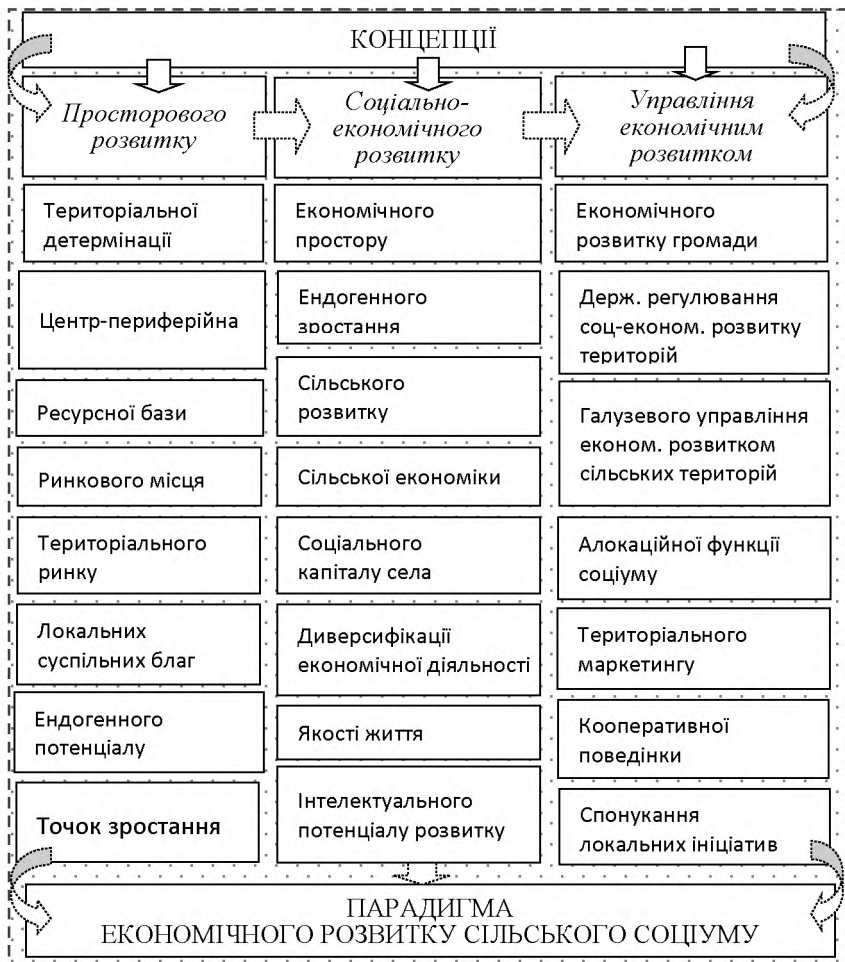 КОНЦЕПЦІЇ
Просторового
розвитку
Соціально-
економічного
розвитку
Управління
економічним
розвитком
Територіальної
детермінації
Центр-периферійна
Ресурсної бази
Ринкового місця
Територіального
ринку
Локальних
суспільних благ
Ендогенного
потенціалу
Точок зростання
Економічного
простору
Ендогенного
зростання
Сільського
розвитку
Сільської економіки
Соціального
капіталу села
Диверсифікації
економічної діяльності
Якості життя
Інтелектуального
потенціалу розвитку
Економічного
розвитку громади
Держ. регулювання
соц-економ. розвитку
територій
Галузевого управління
економ. розвитком
сільських територій
Алокаційної функції
соціуму
Територіального
маркетингу
Кооперативної
поведінки
Спонукання
локальних ініціатив
ПАРАДИГМА
ЕКОНОМІЧНОГО РОЗВИТКУ СІЛЬСЬКОГО СОЦІУМУ